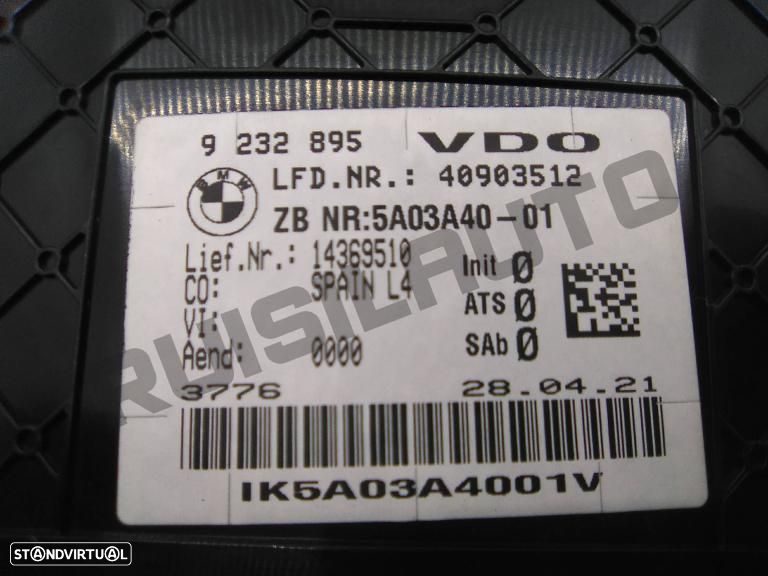 9 232 895 VDO
BMW
LFD.NR.: 40903512
ZB NR:5A03A40-01
Lief.Nr.: 14369510
CO: SPAIN L4
VI:
Aend: 0000
Init 0
ATS 0
SAb 0
3776 28.04.21
IK5A03A4001V
RUISILAUTO
STANDVIRTUAL